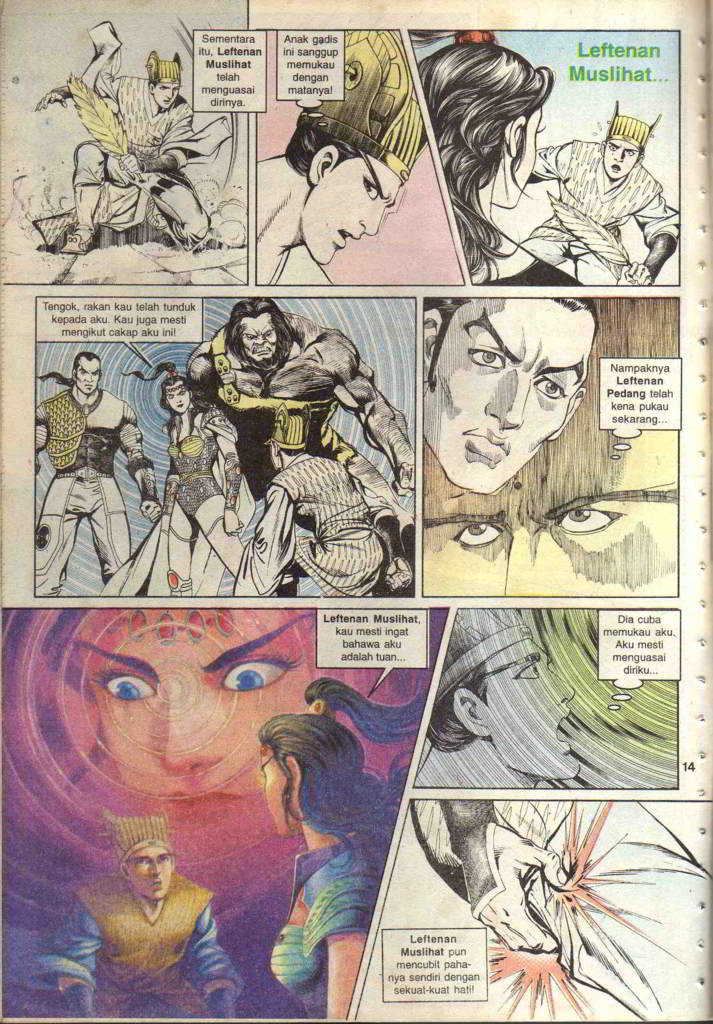 Sementara
itu, Leftenan
Muslihat
telah
menguasai
dirinya.
Anak gadis
ini sanggup
memukau
dengan
matanya!
Leftenan
Muslihat...
Tengok, rakan kau telah tunduk
kepada aku. Kau juga mesti
mengikut cakap aku ini!
Nampaknya
Leftenan
Pedang telah
kena pukau
sekarang...
Leftenan Muslihat,
kau mesti ingat
bahawa aku
adalah tuan...
Dia cuba
memukau aku.
Aku mesti
menguasai
diriku...
14
Leftenan
Muslihat pun
mencubit paha-
nya sendiri dengan
sekuat-kuat hati!